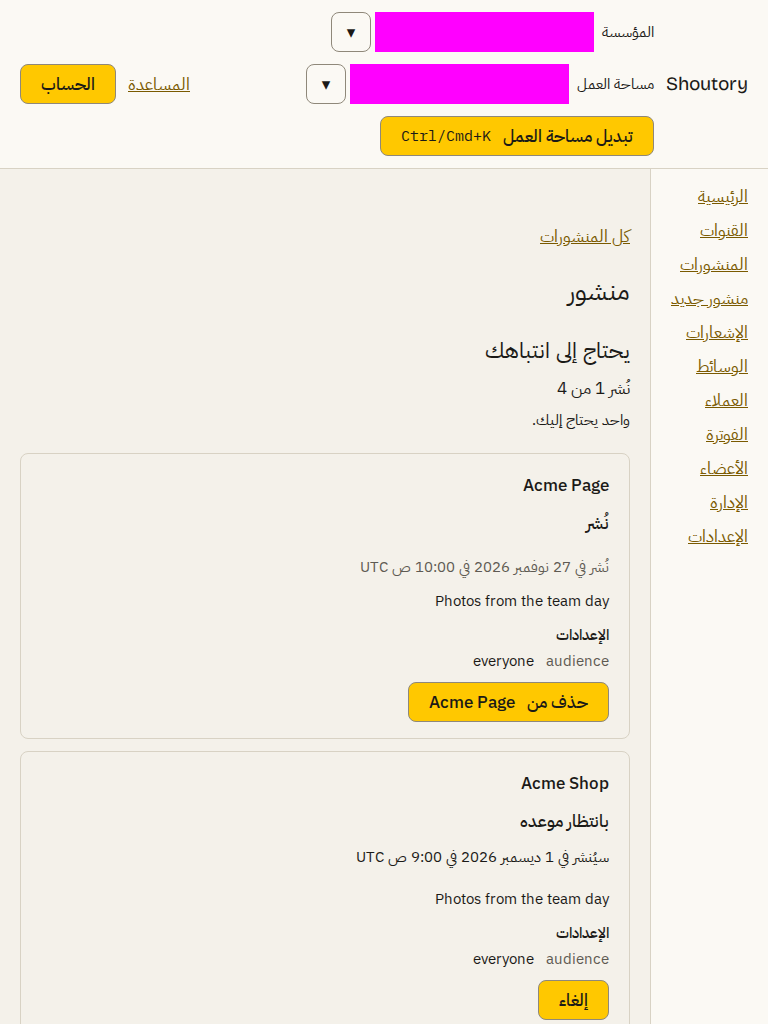 المؤسسة ▼
Shoutory
مساحة العمل ▼
المساعدة
الحساب
تبديل مساحة العمل Ctrl/Cmd+K
الرئيسية
القنوات
المنشورات
منشور جديد
الإشعارات
الوسائط
العملاء
الفوترة
الأعضاء
الإدارة
الإعدادات
كل المنشورات
منشور
يحتاج إلى انتباهك
نُشر 1 من 4
واحد يحتاج إليك.
Acme Page
نُشر
نُشر في 27 نوفمبر 2026 في 10:00 ص UTC
Photos from the team day
الإعدادات
audience everyone
حذف من Acme Page
Acme Shop
بانتظار موعده
سيُنشر في 1 ديسمبر 2026 في 9:00 ص UTC
Photos from the team day
الإعدادات
audience everyone
إلغاء